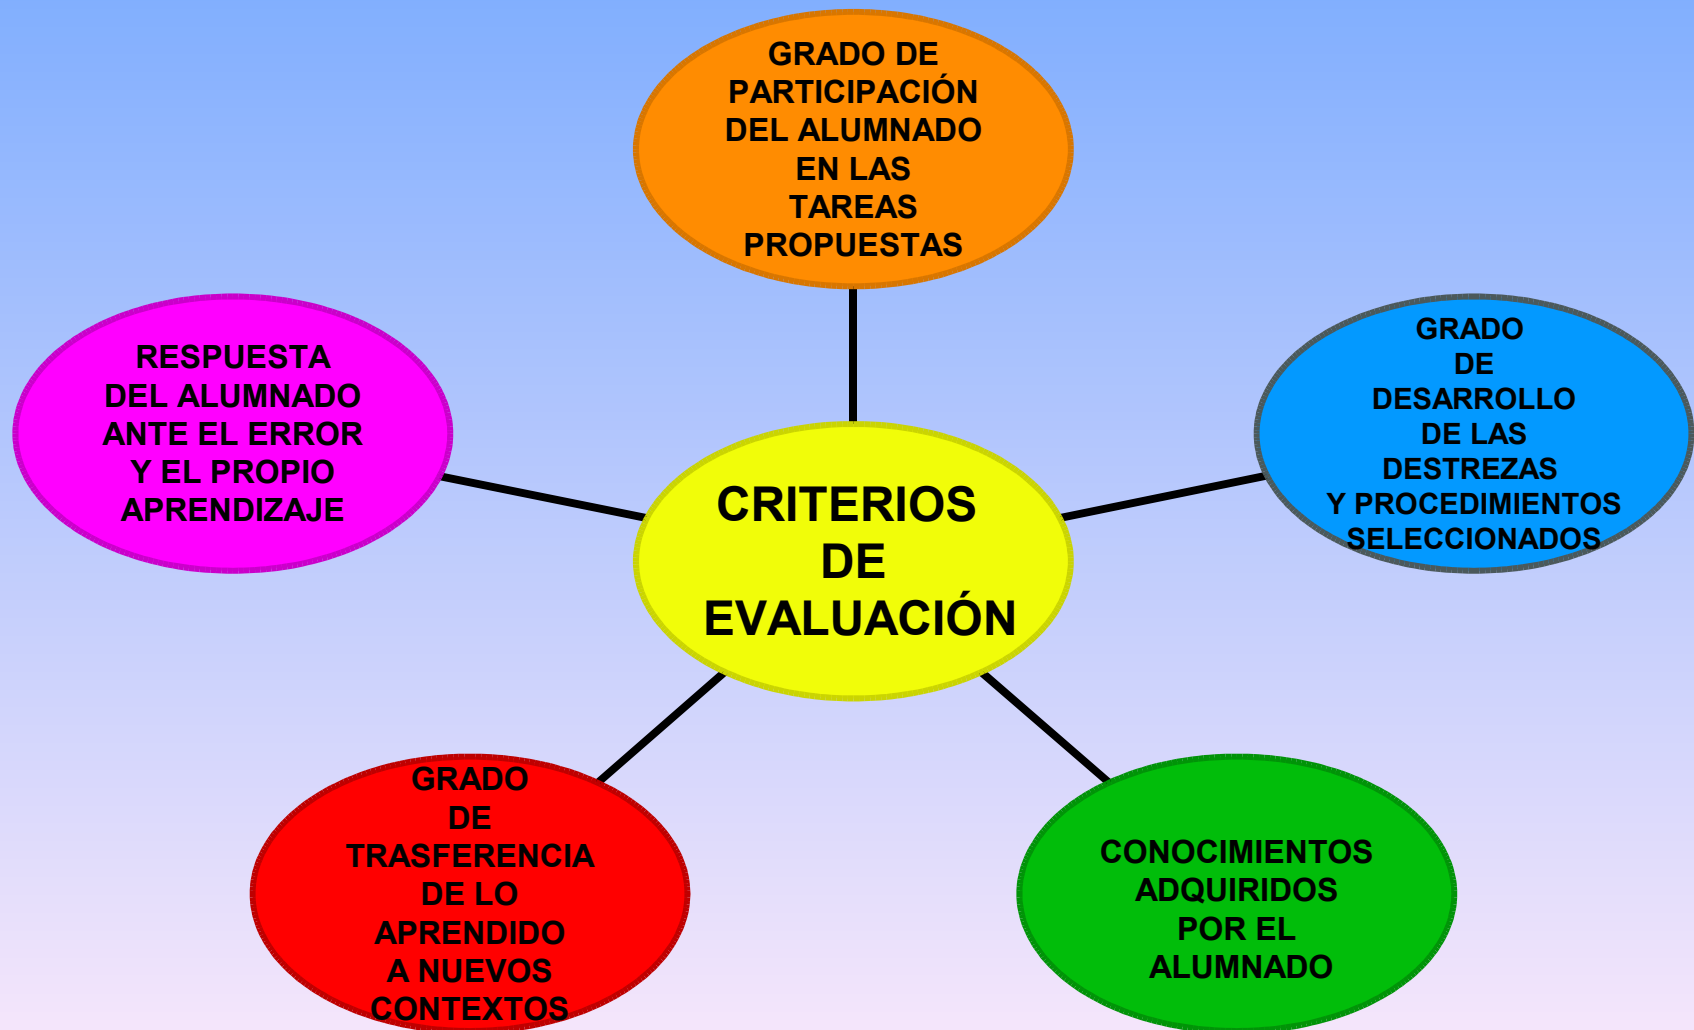 GRADO DE
PARTICIPACIÓN
DEL ALUMNADO
EN LAS
TAREAS
PROPUESTAS
RESPUESTA
DEL ALUMNADO
ANTE EL ERROR
Y EL PROPIO
APRENDIZAJE
GRADO
DE
DESARROLLO
DE LAS
DESTREZAS
Y PROCEDIMIENTOS
SELECCIONADOS
CRITERIOS
DE
EVALUACIÓN
GRADO
DE
TRASFERENCIA
DE LO
APRENDIDO
A NUEVOS
CONTEXTOS
CONOCIMIENTOS
ADQUIRIDOS
POR EL
ALUMNADO